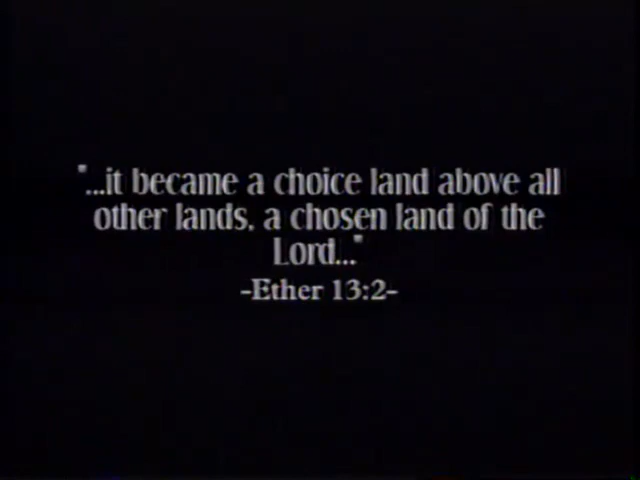 "...it became a choice land above all
other lands, a chosen land of the
Lord..."
-Ether 13:2-